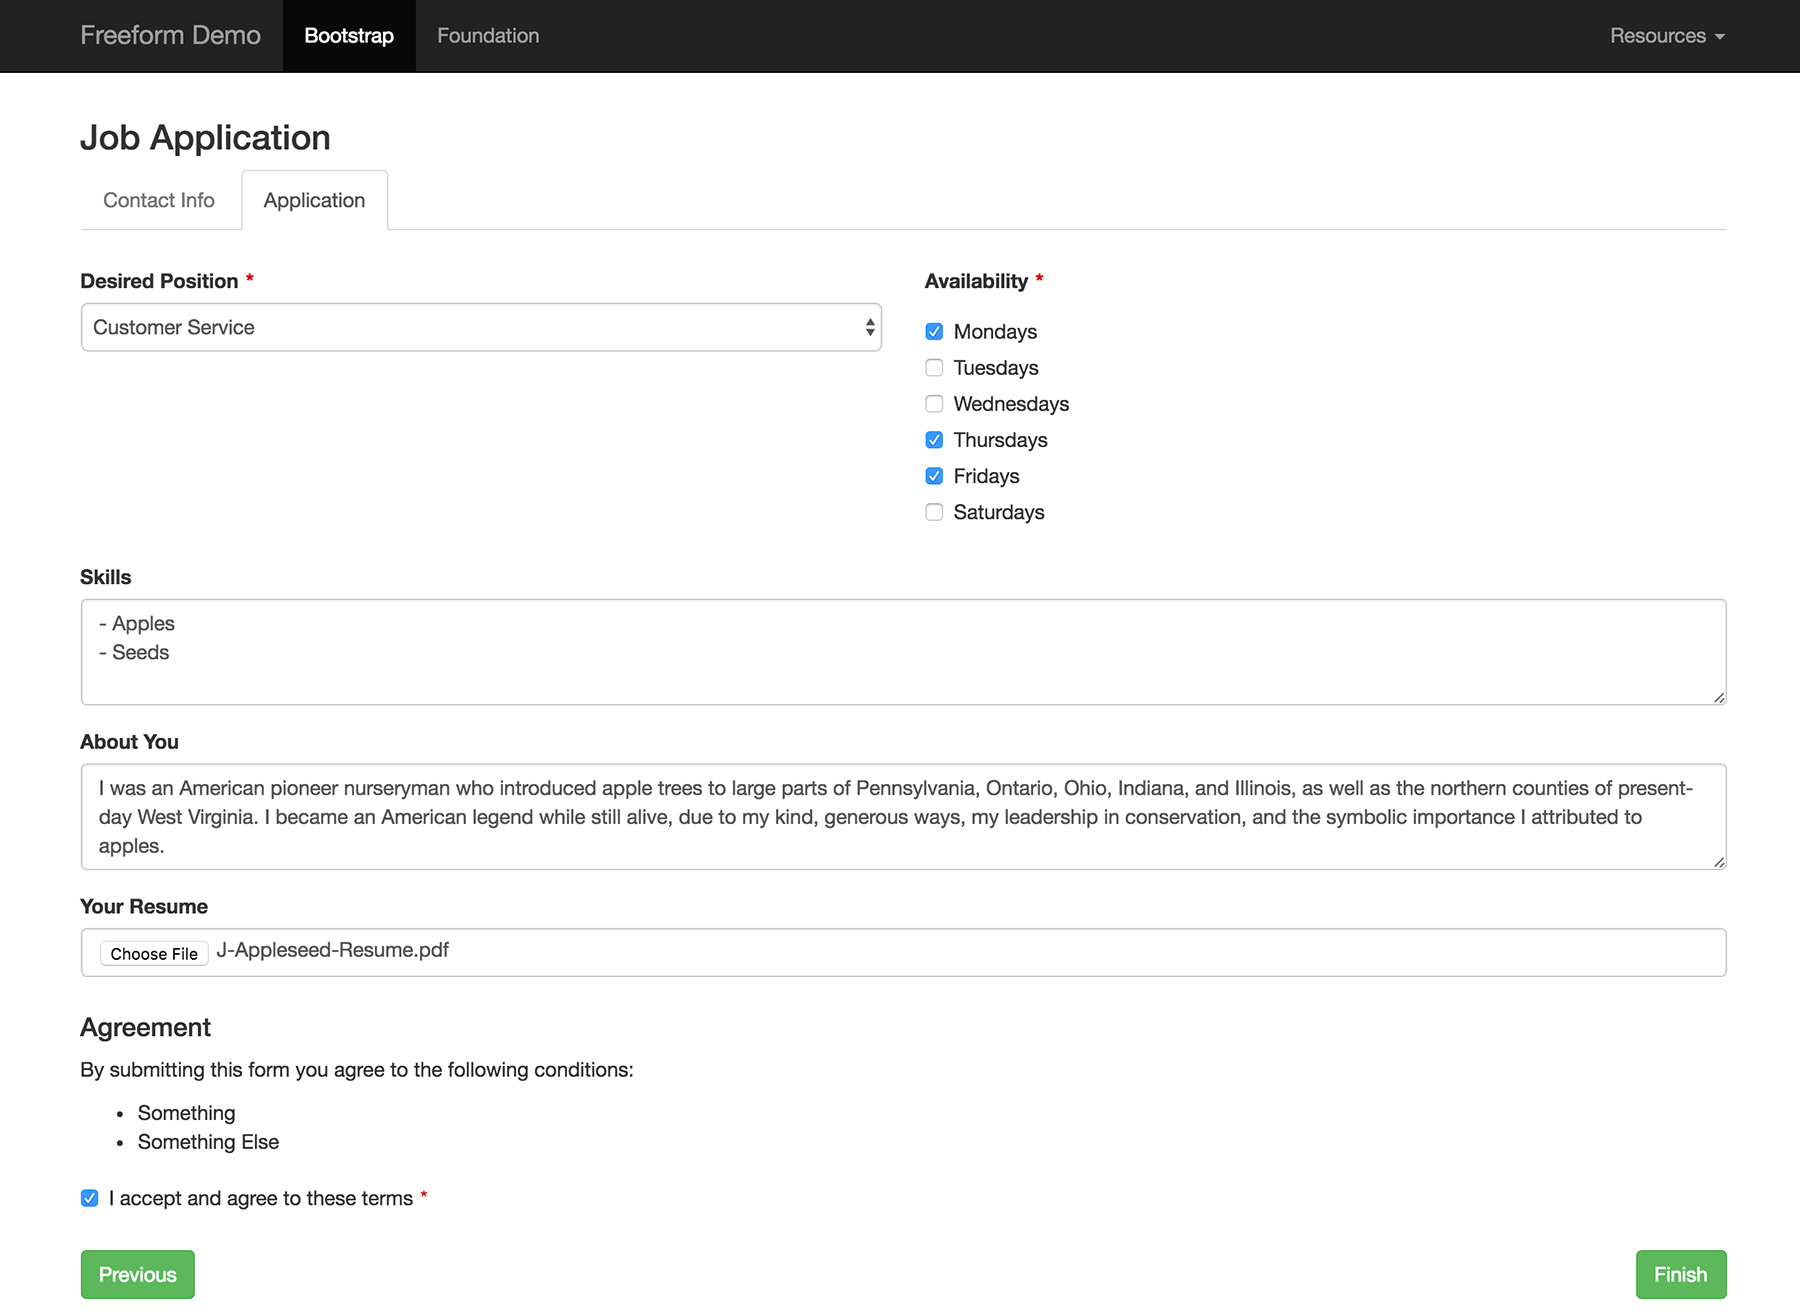 Freeform Demo Bootstrap Foundation Resources
Job Application
Contact Info Application
Desired Position *
Customer Service
Availability *
Mondays
Tuesdays
Wednesdays
Thursdays
Fridays
Saturdays
Skills
- Apples
- Seeds
About You
I was an American pioneer nurseryman who introduced apple trees to large parts of Pennsylvania, Ontario, Ohio, Indiana, and Illinois, as well as the northern counties of present-
day West Virginia. I became an American legend while still alive, due to my kind, generous ways, my leadership in conservation, and the symbolic importance I attributed to
apples.
Your Resume
Choose File J-Appleseed-Resume.pdf
Agreement
By submitting this form you agree to the following conditions:
• Something
• Something Else
I accept and agree to these terms *
Previous Finish